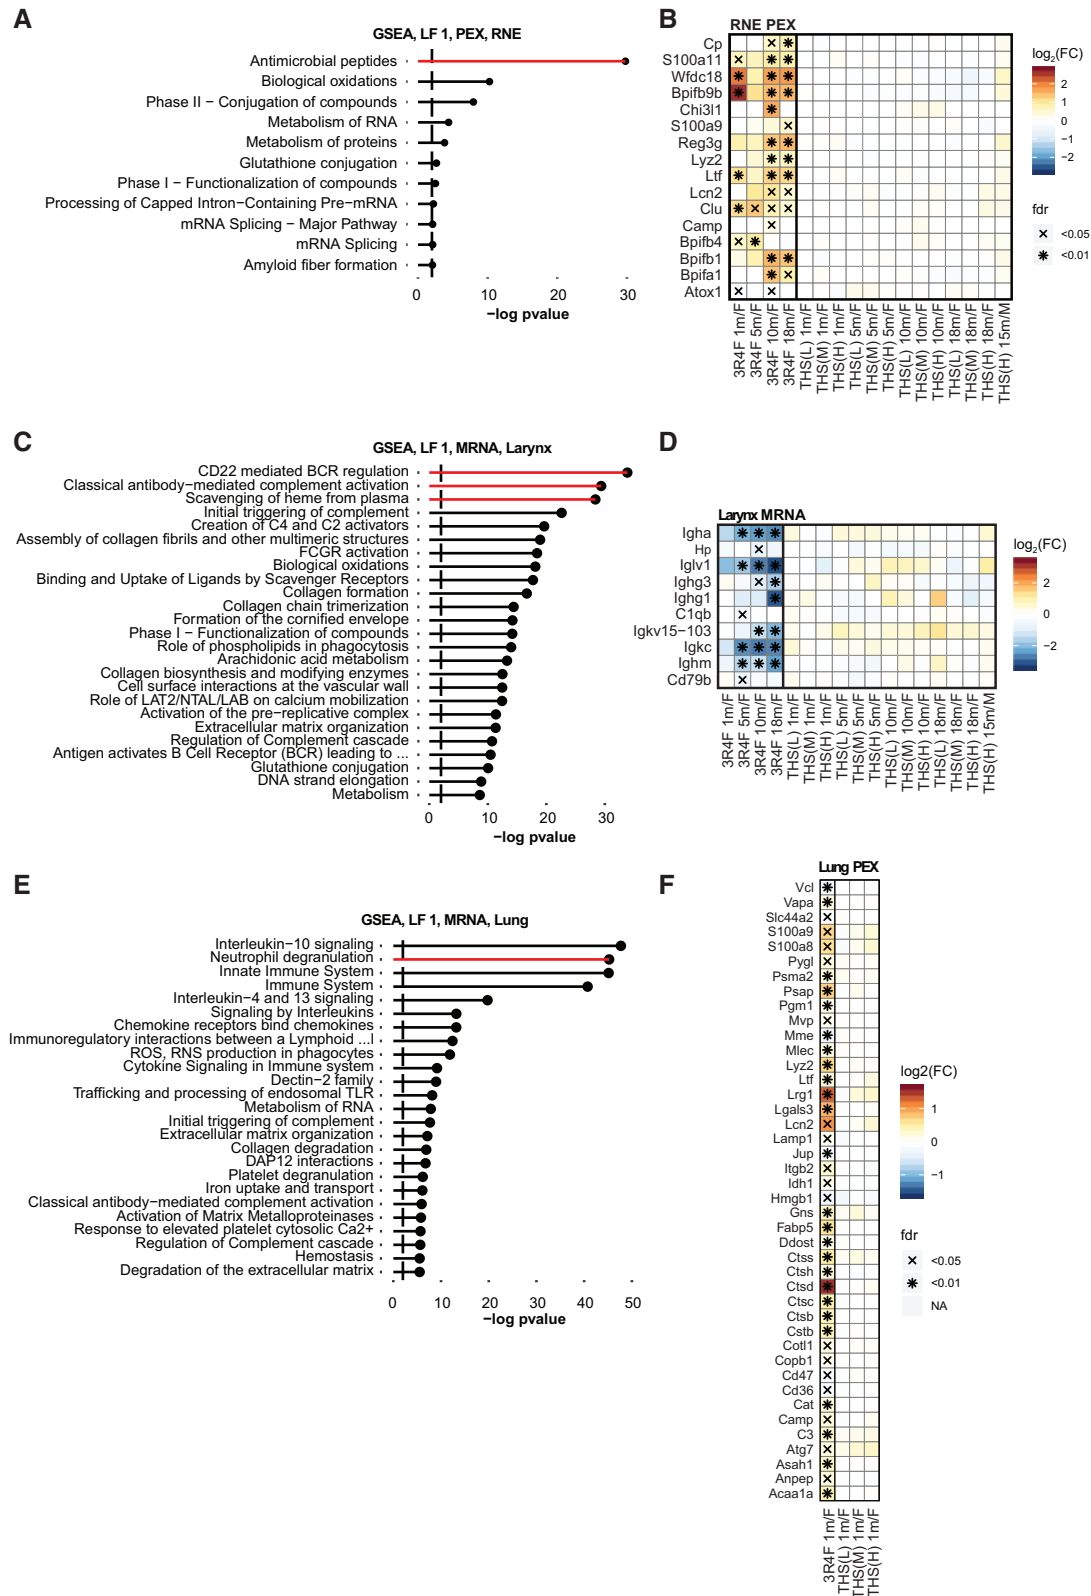 A
GSEA, LF 1, PEX, RNE
Antimicrobial peptides
Biological oxidations
Phase II − Conjugation of compounds
Metabolism of RNA
Metabolism of proteins
Glutathione conjugation
Phase I − Functionalization of compounds
Processing of Capped Intron−Containing Pre−mRNA
mRNA Splicing − Major Pathway
mRNA Splicing
Amyloid fiber formation
0 10 20 30
−log pvalue
B
RNE PEX
Cp
S100a11
Wfdc18
Bpifb9b
Chi3l1
S100a9
Reg3g
Lyz2
Ltf
Lcn2
Clu
Camp
Bpifb4
Bpifb1
Bpifa1
Atox1
3R4F 1m/F
3R4F 5m/F
3R4F 10m/F
3R4F 18m/F
THS(L) 1m/F
THS(M) 1m/F
THS(H) 1m/F
THS(L) 5m/F
THS(M) 5m/F
THS(H) 5m/F
THS(L) 10m/F
THS(M) 10m/F
THS(H) 10m/F
THS(L) 18m/F
THS(M) 18m/F
THS(H) 18m/F
THS(H) 15m/M
log2(FC)
2
1
0
−1
−2
fdr
<0.05
<0.01
C
GSEA, LF 1, MRNA, Larynx
CD22 mediated BCR regulation
Classical antibody−mediated complement activation
Scavenging of heme from plasma
Initial triggering of complement
Creation of C4 and C2 activators
Assembly of collagen fibrils and other multimeric structures
FCGR activation
Biological oxidations
Binding and Uptake of Ligands by Scavenger Receptors
Collagen formation
Collagen chain trimerization
Formation of the cornified envelope
Phase I − Functionalization of compounds
Role of phospholipids in phagocytosis
Arachidonic acid metabolism
Collagen biosynthesis and modifying enzymes
Cell surface interactions at the vascular wall
Role of LAT2/NTAL/LAB on calcium mobilization
Activation of the pre−replicative complex
Extracellular matrix organization
Regulation of Complement cascade
Antigen activates B Cell Receptor (BCR) leading to ...
Glutathione conjugation
DNA strand elongation
Metabolism
0 10 20 30
−log pvalue
D
Larynx MRNA
Igha
Hp
Iglv1
Ighg3
Ighg1
C1qb
Igkv15−103
Igkc
Ighm
Cd79b
3R4F 1m/F
3R4F 5m/F
3R4F 10m/F
3R4F 18m/F
THS(L) 1m/F
THS(M) 1m/F
THS(H) 1m/F
THS(L) 5m/F
THS(M) 5m/F
THS(H) 5m/F
THS(L) 10m/F
THS(M) 10m/F
THS(H) 10m/F
THS(L) 18m/F
THS(M) 18m/F
THS(H) 18m/F
THS(H) 15m/M
log2(FC)
2
0
−2
E
GSEA, LF 1, MRNA, Lung
Interleukin−10 signaling
Neutrophil degranulation
Innate Immune System
Immune System
Interleukin−4 and 13 signaling
Signaling by Interleukins
Chemokine receptors bind chemokines
Immunoregulatory interactions between a Lymphoid ...l
ROS, RNS production in phagocytes
Cytokine Signaling in Immune system
Dectin−2 family
Trafficking and processing of endosomal TLR
Metabolism of RNA
Initial triggering of complement
Extracellular matrix organization
Collagen degradation
DAP12 interactions
Platelet degranulation
Iron uptake and transport
Classical antibody−mediated complement activation
Activation of Matrix Metalloproteinases
Response to elevated platelet cytosolic Ca2+
Regulation of Complement cascade
Hemostasis
Degradation of the extracellular matrix
0 10 20 30 40 50
−log pvalue
F
Lung PEX
Vcl
Vapa
Slc44a2
S100a9
S100a8
Pygl
Psma2
Psap
Pgm1
Mvp
Mme
Mlec
Lyz2
Ltf
Lrg1
Lgals3
Lcn2
Lamp1
Jup
Itgb2
Idh1
Hmgb1
Gns
Fabp5
Ddost
Ctss
Ctsh
Ctsd
Ctsc
Ctsb
Cstb
Cotl1
Copb1
Cd47
Cd36
Cat
Camp
C3
Atg7
Asah1
Anpep
Acaa1a
3R4F 1m/F
THS(L) 1m/F
THS(M) 1m/F
THS(H) 1m/F
log2(FC)
1
0
−1
fdr
<0.05
<0.01
NA